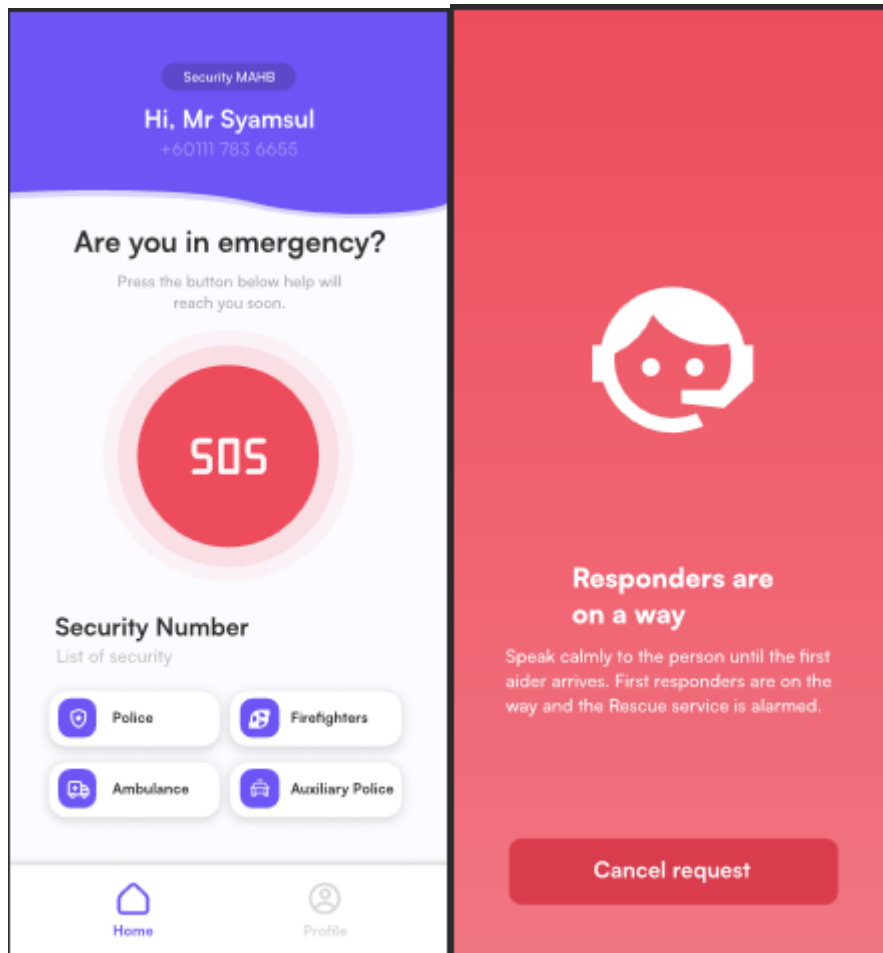 Security MAHB
Hi, Mr Syamsul
+60111 783 6655
Are you in emergency?
Press the button below help will
reach you soon.
SOS
Security Number
List of security
Police
Firefighters
Ambulance
Auxiliary Police
Home
Profile
Responders are
on a way
Speak calmly to the person until the first
aider arrives. First responders are on the
way and the Rescue service is alarmed.
Cancel request